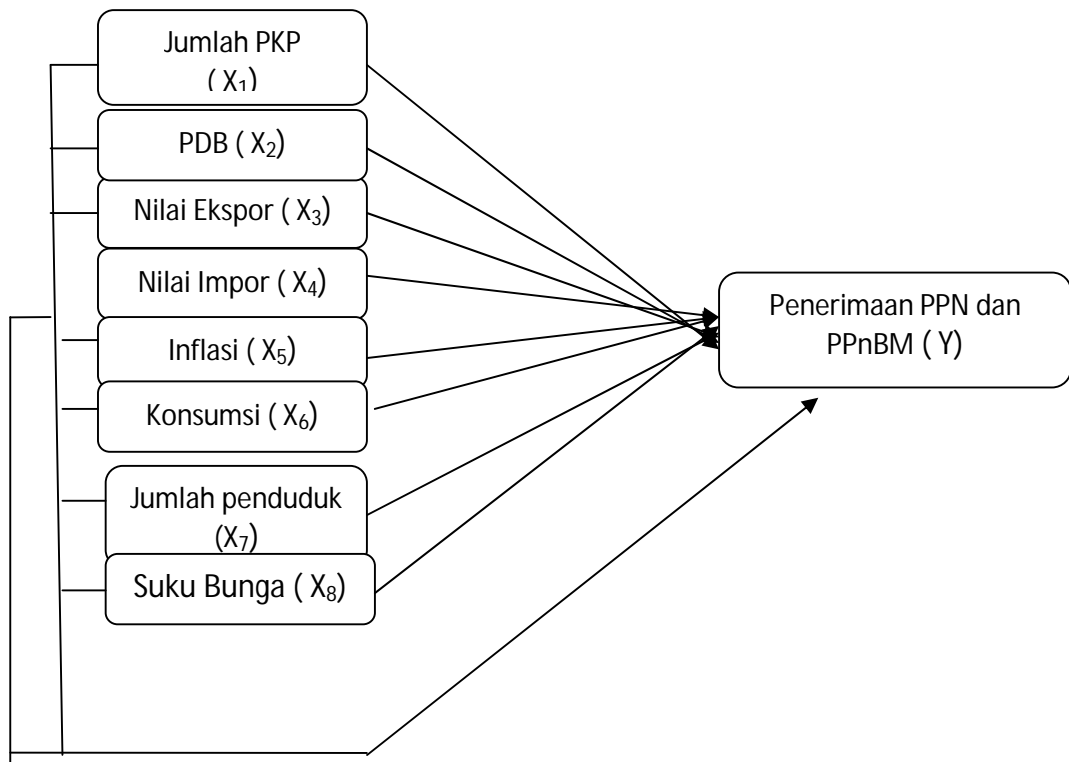 Jumlah PKP
( X₁)
PDB ( X₂)
Nilai Ekspor ( X₃)
Nilai Impor ( X₄)
Inflasi ( X₅)
Konsumsi ( X₆)
Jumlah penduduk
(X₇)
Suku Bunga ( X₈)
Penerimaan PPN dan
PPnBM ( Y)